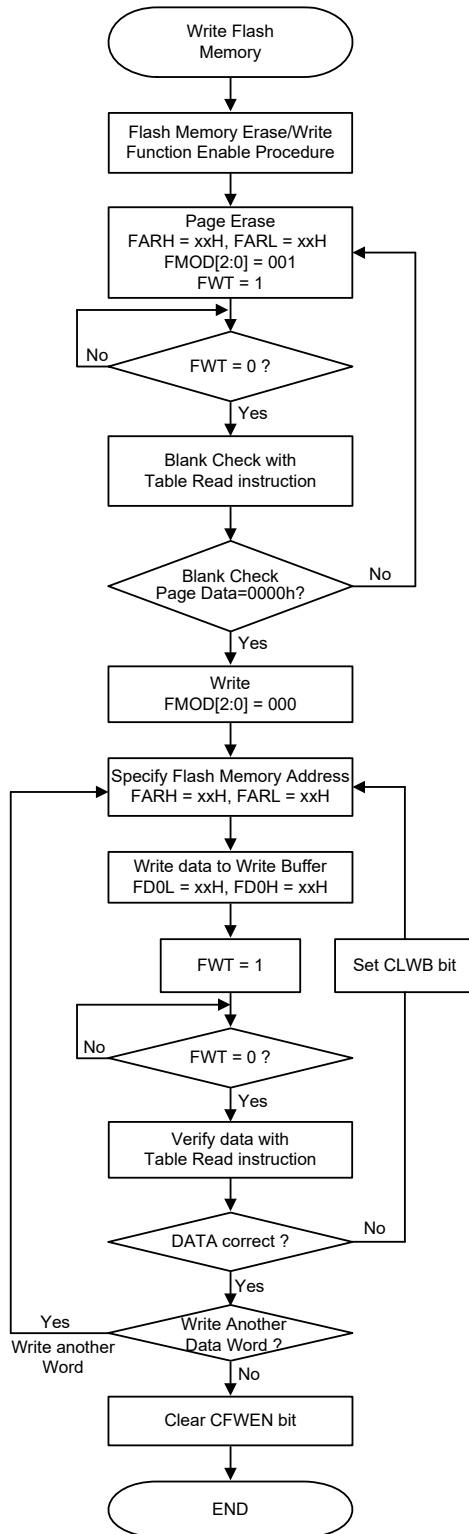 Write Flash
Memory
Flash Memory Erase/Write
Function Enable Procedure
Page Erase
FARH = xxH, FARL = xxH
FMOD[2:0] = 001
FWT = 1
No
FWT = 0 ?
Yes
Blank Check with
Table Read instruction
Blank Check
Page Data=0000h?
No
Yes
Write
FMOD[2:0] = 000
Specify Flash Memory Address
FARH = xxH, FARL = xxH
Write data to Write Buffer
FD0L = xxH, FD0H = xxH
FWT = 1
Set CLWB bit
No
FWT = 0 ?
Yes
Verify data with
Table Read instruction
DATA correct ?
No
Yes
Write Another
Data Word ?
Yes
Write another
Word
No
Clear CFWEN bit
END